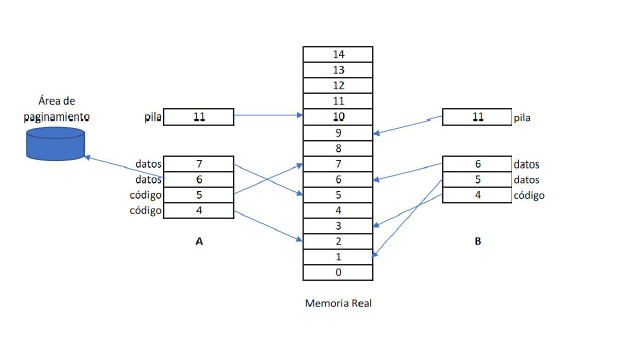 14
13
12
11
10
9
8
7
6
5
4
3
2
1
0
Memoria Real
Área de
paginamiento
pila 11
datos 7
datos 6
código 5
código 4
A
11 pila
6 datos
5 datos
4 código
B